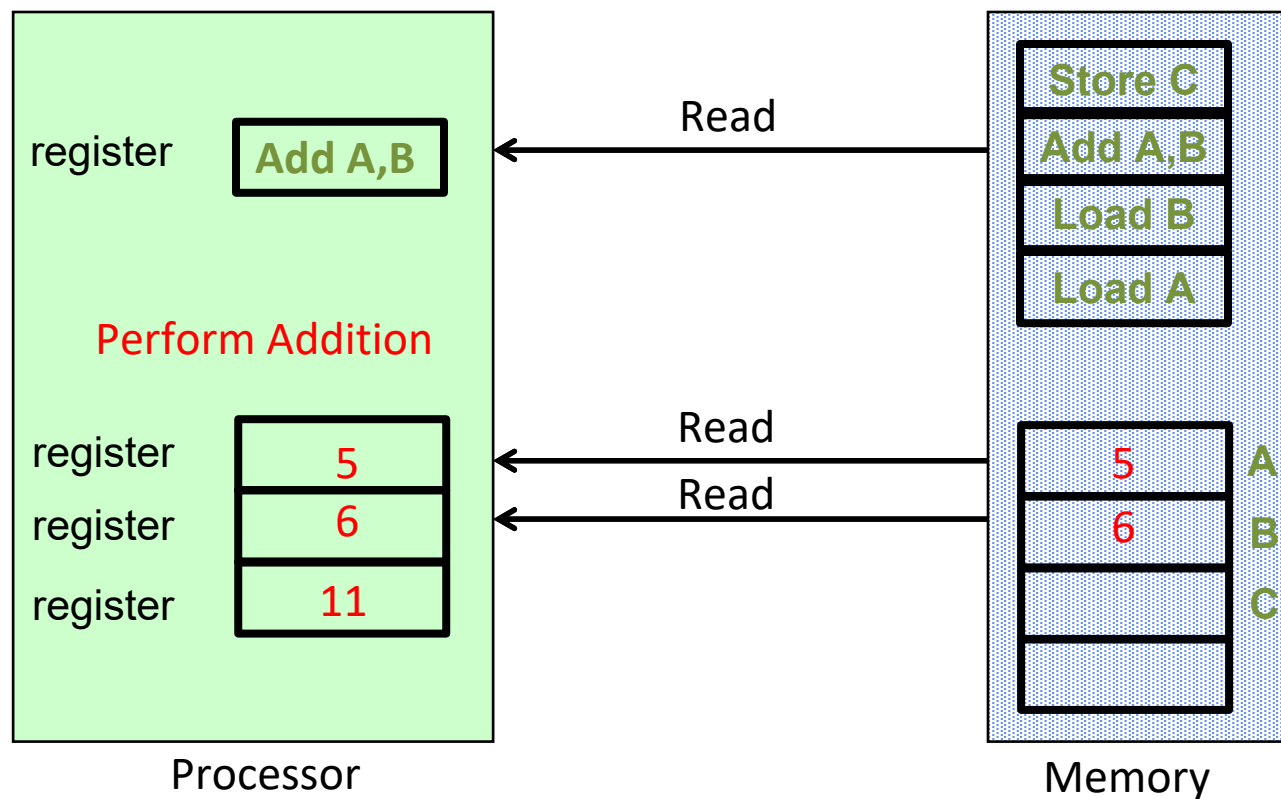 Store C
Read
register
Add A,B
Add A,B
Load B
Load A
Perform Addition
register
5
Read
5
A
register
6
Read
6
B
register
11
C
Processor
Memory